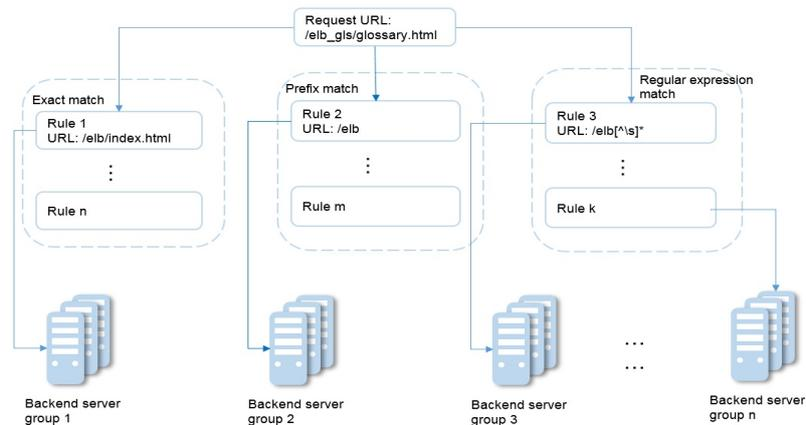 Request URL:
/elb_gls/glossary.html
Exact match
Rule 1
URL: /elb/index.html
⋮
Rule n
Prefix match
Rule 2
URL: /elb
⋮
Rule m
Regular expression
match
Rule 3
URL: /elb[^\s]*
⋮
Rule k
Backend server
group 1
Backend server
group 2
Backend server
group 3
...
...
Backend server
group n